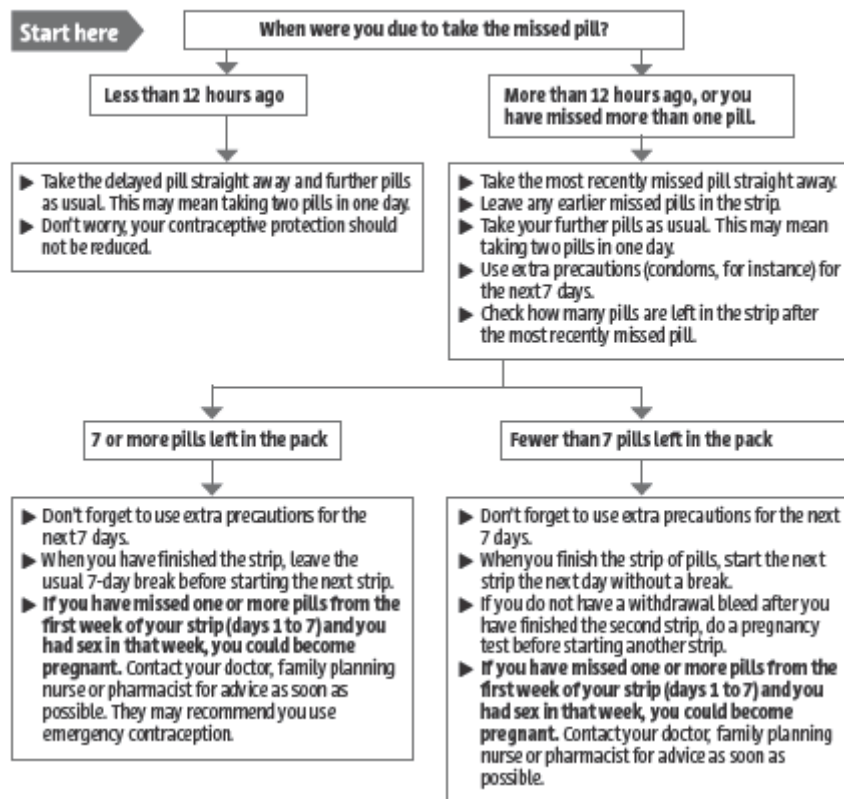 Start here
When were you due to take the missed pill?
Less than 12 hours ago
More than 12 hours ago, or you
have missed more than one pill.
▶ Take the delayed pill straight away and further pills
as usual. This may mean taking two pills in one day.
▶ Don't worry, your contraceptive protection should
not be reduced.
▶ Take the most recently missed pill straight away.
▶ Leave any earlier missed pills in the strip.
▶ Take your further pills as usual. This may mean
taking two pills in one day.
▶ Use extra precautions (condoms, for instance) for
the next 7 days.
▶ Check how many pills are left in the strip after
the most recently missed pill.
7 or more pills left in the pack
Fewer than 7 pills left in the pack
▶ Don't forget to use extra precautions for the
next 7 days.
▶ When you have finished the strip, leave the
usual 7-day break before starting the next strip.
▶ If you have missed one or more pills from the
first week of your strip (days 1 to 7) and you
had sex in that week, you could become
pregnant. Contact your doctor, family planning
nurse or pharmacist for advice as soon as
possible. They may recommend you use
emergency contraception.
▶ Don't forget to use extra precautions for the next
7 days.
▶ When you finish the strip of pills, start the next
strip the next day without a break.
▶ If you do not have a withdrawal bleed after you
have finished the second strip, do a pregnancy
test before starting another strip.
▶ If you have missed one or more pills from the
first week of your strip (days 1 to 7) and you
had sex in that week, you could become
pregnant. Contact your doctor, family planning
nurse or pharmacist for advice as soon as
possible.